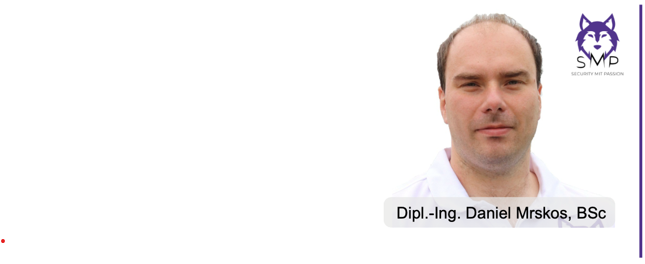 SMP
SECURITY MIT PASSION
Dipl.-Ing. Daniel Mrskos, BSc